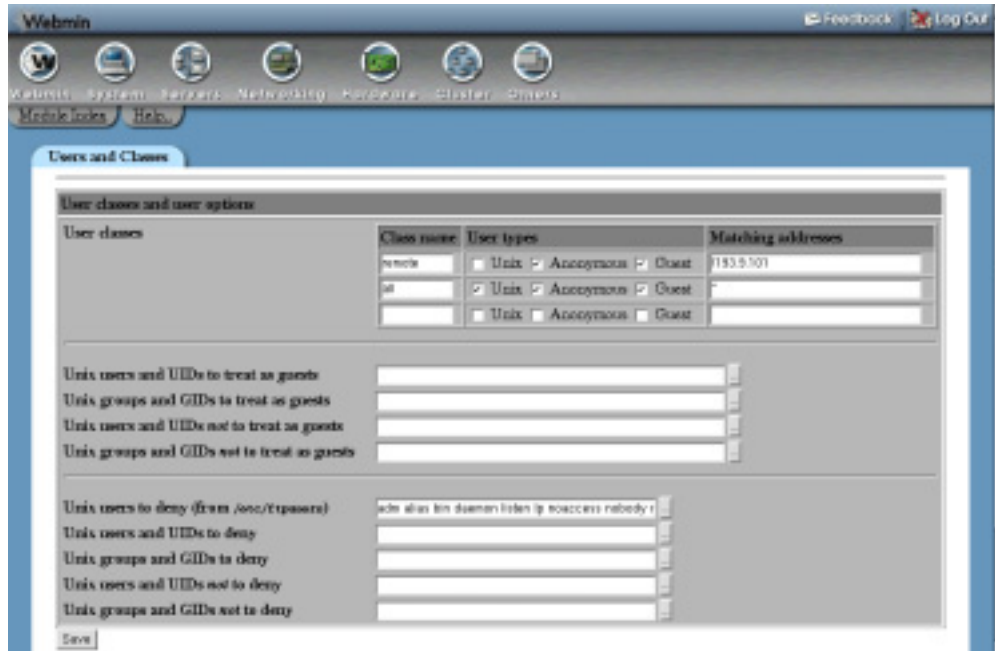 Webmin
Feedback Log Out
Webmin System Servers Networking Hardware Cluster Others
Module Index Help..
Users and Classes
User classes and user options
User classes
Class name User types Matching addresses
remote Unix Anonymous Guest !193.9.101
all Unix Anonymous Guest *
Unix Anonymous Guest
Unix users and UIDs to treat as guests
Unix groups and GIDs to treat as guests
Unix users and UIDs not to treat as guests
Unix groups and GIDs not to treat as guests
Unix users to deny (from /etc/ftpusers) adm alias bin daemon listen lp noaccess nobody
Unix users and UIDs to deny
Unix groups and GIDs to deny
Unix users and UIDs not to deny
Unix groups and GIDs not to deny
Save